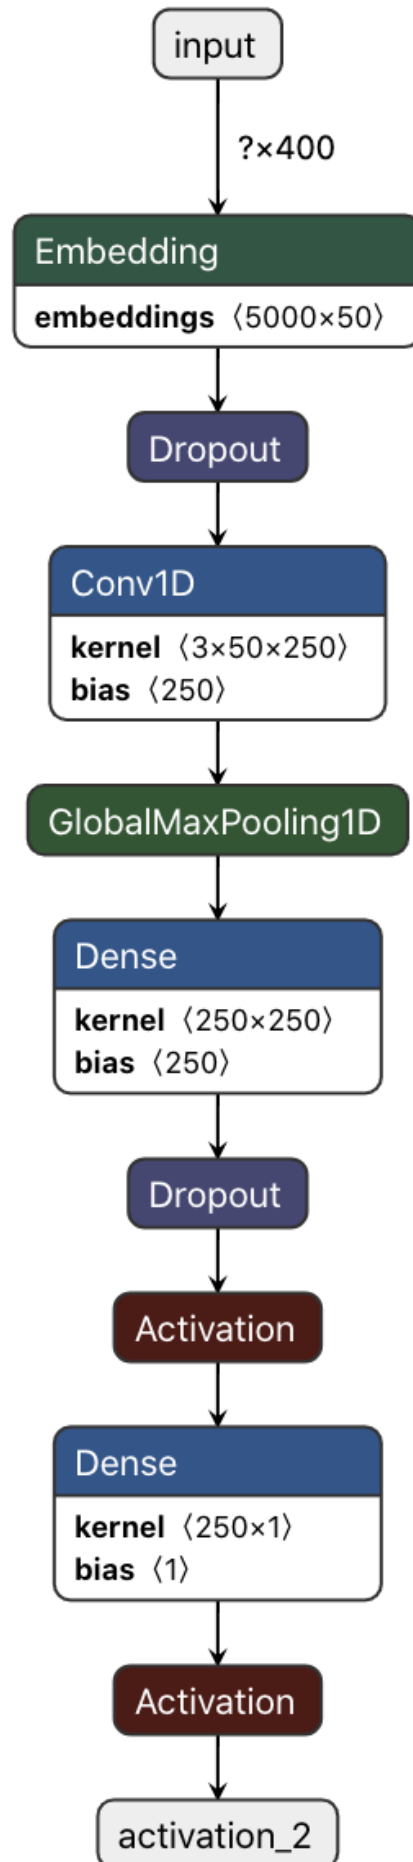 input
?×400
Embedding
embeddings ⟨5000×50⟩
Dropout
Conv1D
kernel ⟨3×50×250⟩
bias ⟨250⟩
GlobalMaxPooling1D
Dense
kernel ⟨250×250⟩
bias ⟨250⟩
Dropout
Activation
Dense
kernel ⟨250×1⟩
bias ⟨1⟩
Activation
activation_2